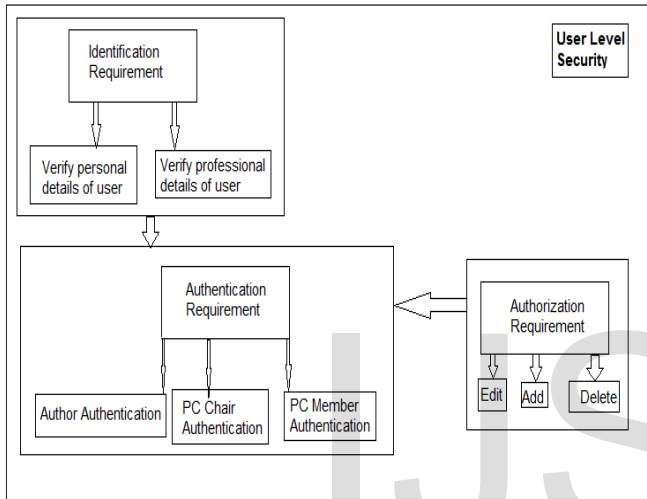 User Level
Security
Identification
Requirement
Verify personal
details of user
Verify professional
details of user
Authentication
Requirement
Author Authentication
PC Chair
Authentication
PC Member
Authentication
Authorization
Requirement
Edit
Add
Delete
IJS